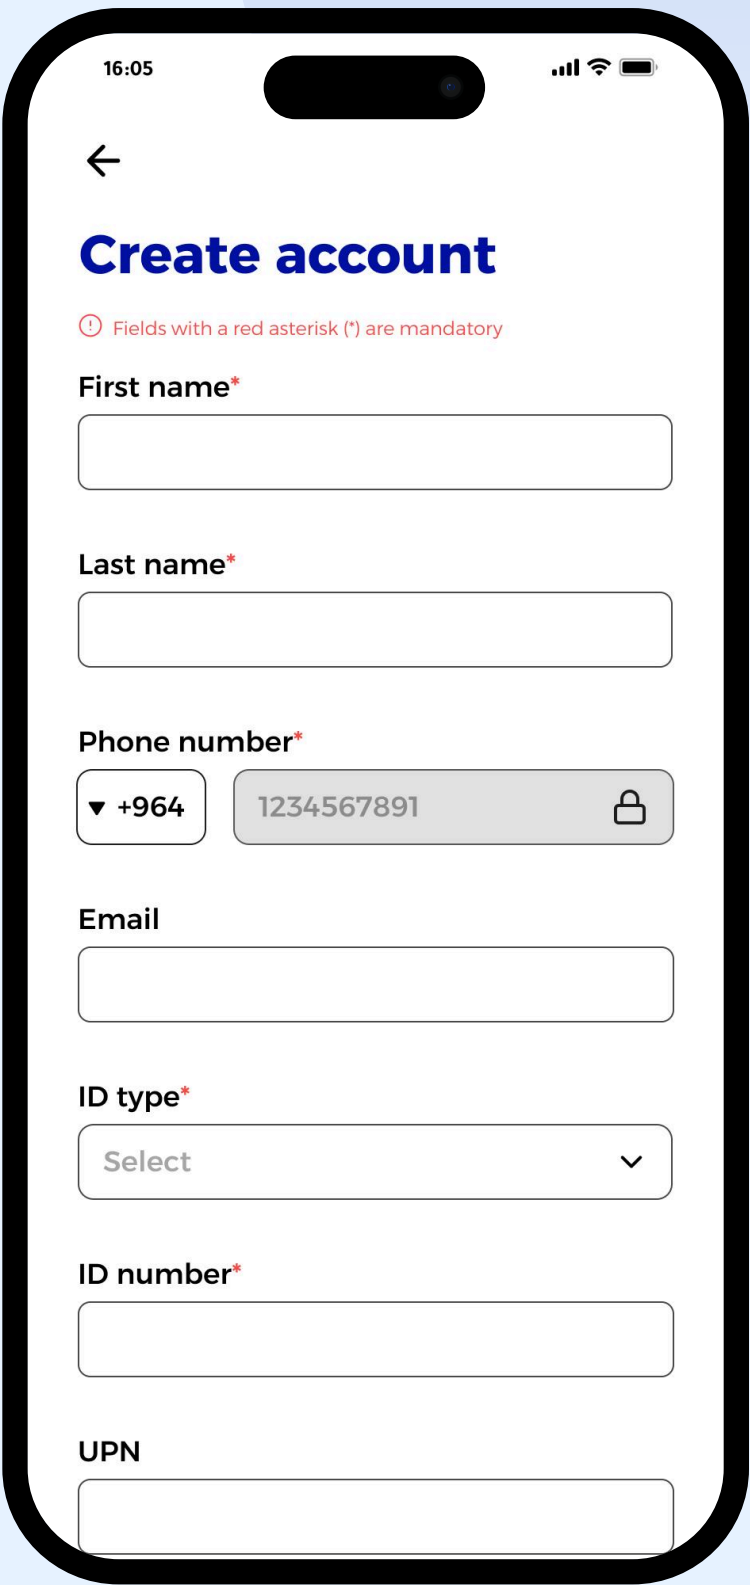 16:05
Create account
Fields with a red asterisk (*) are mandatory
First name*
Last name*
Phone number*
+964 1234567891
Email
ID type*
Select
ID number*
UPN